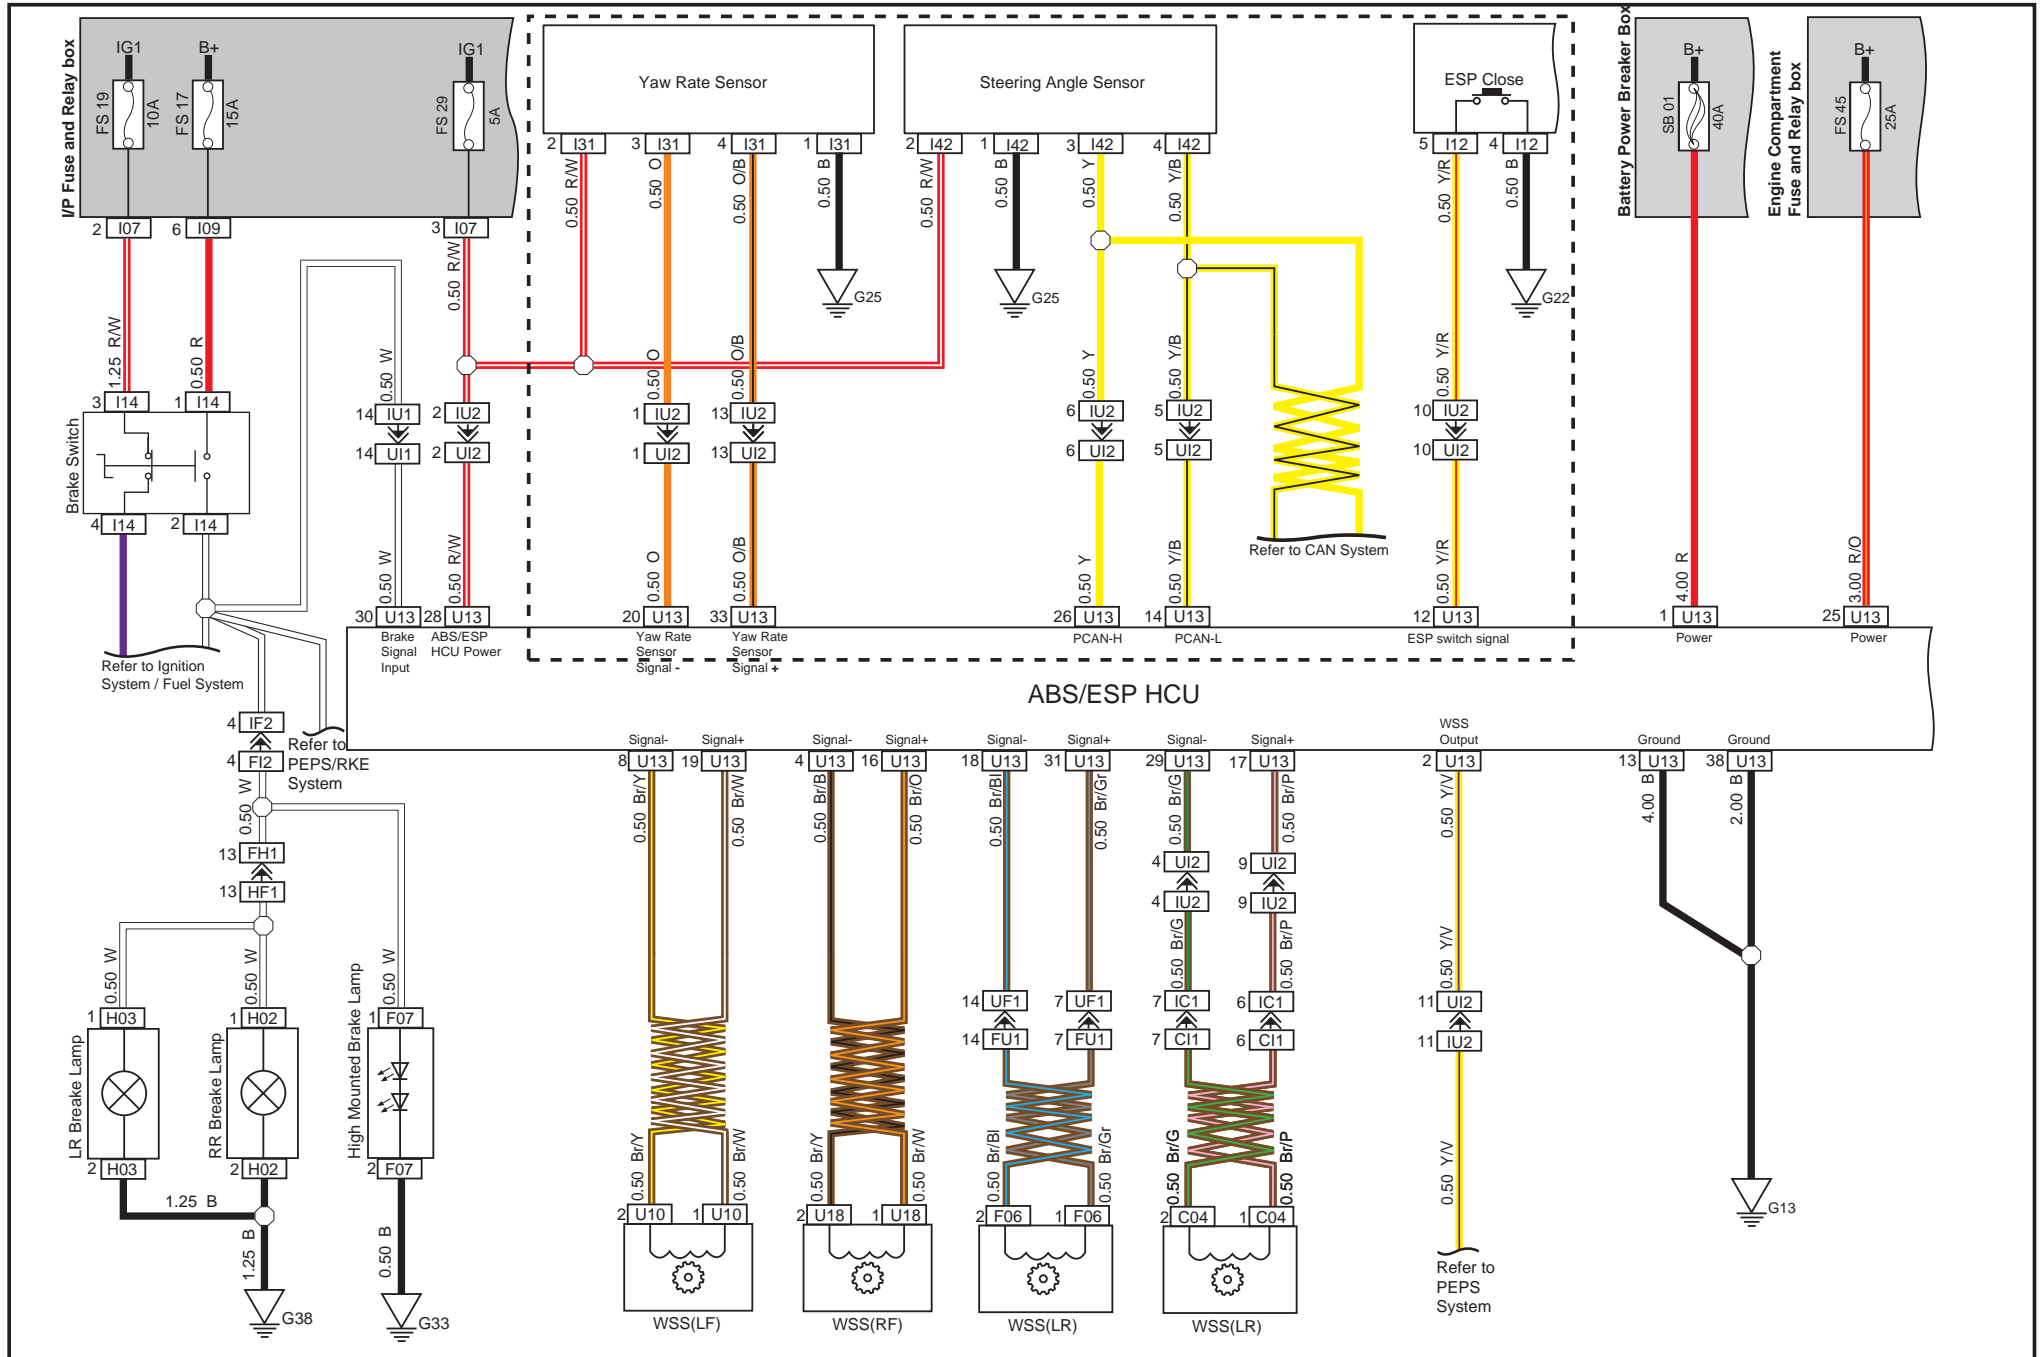 I/P Fuse and Relay box
IG1
FS 19
10A
B+
FS 17
15A
IG1
FS 29
5A
Yaw Rate Sensor
Steering Angle Sensor
ESP Close
Battery Power Breaker Box
B+
SB 01
40A
Engine Compartment
Fuse and Relay box
B+
FS 45
25A
2 I31
3 I31
4 I31
1 I31
2 I42
1 I42
3 I42
4 I42
5 I12
4 I12
0.50 R/W
0.50 O
0.50 O/B
0.50 B
0.50 R/W
0.50 B
0.50 Y
0.50 Y/B
0.50 Y/R
0.50 B
2 I07
6 I09
3 I07
0.50 R/W
G25
G25
G22
1.25 R/W
0.50 R
0.50 W
0.50 O
0.50 O/B
0.50 Y
0.50 Y/B
0.50 Y/R
3 I14
1 I14
14 IU1
2 IU2
1 IU2
13 IU2
6 IU2
5 IU2
10 IU2
14 UI1
2 UI2
1 UI2
13 UI2
6 UI2
5 UI2
10 UI2
Brake Switch
4 I14
2 I14
Refer to CAN System
0.50 W
0.50 R/W
0.50 O
0.50 O/B
0.50 Y
0.50 Y/B
0.50 Y/R
4.00 R
3.00 R/O
30 U13
28 U13
20 U13
33 U13
26 U13
14 U13
12 U13
1 U13
25 U13
Brake
Signal
Input
ABS/ESP
HCU Power
Yaw Rate
Sensor
Signal -
Yaw Rate
Sensor
Signal +
PCAN-H
PCAN-L
ESP switch signal
Power
Power
Refer to Ignition
System / Fuel System
ABS/ESP HCU
4 IF2
4 FI2
Refer to
PEPS/RKE
System
Signal-
Signal+
Signal-
Signal+
Signal-
Signal+
Signal-
Signal+
WSS
Output
Ground
Ground
8 U13
19 U13
4 U13
16 U13
18 U13
31 U13
29 U13
17 U13
2 U13
13 U13
38 U13
0.50 W
0.50 Br/Y
0.50 Br/W
0.50 Br/B
0.50 Br/O
0.50 Br/Bl
0.50 Br/Gr
0.50 Br/G
0.50 Br/P
0.50 Y/V
4.00 B
2.00 B
13 FH1
13 HF1
4 UI2
9 UI2
4 IU2
9 IU2
0.50 W
0.50 W
0.50 W
0.50 Br/G
0.50 Br/P
0.50 Y/V
14 UF1
7 UF1
7 IC1
6 IC1
11 UI2
14 FU1
7 FU1
7 CI1
6 CI1
11 IU2
1 H03
1 H02
1 F07
LR Brake Lamp
RR Brake Lamp
High Mounted Brake Lamp
2 H03
2 H02
2 F07
0.50 Br/Y
0.50 Br/W
0.50 Br/Y
0.50 Br/W
0.50 Br/Bl
0.50 Br/Gr
0.50 Br/G
0.50 Br/P
0.50 Y/V
1.25 B
1.25 B
0.50 B
2 U10
1 U10
2 U18
1 U18
2 F06
1 F06
2 C04
1 C04
G13
G38
G33
WSS(LF)
WSS(RF)
WSS(LR)
WSS(LR)
Refer to
PEPS
System